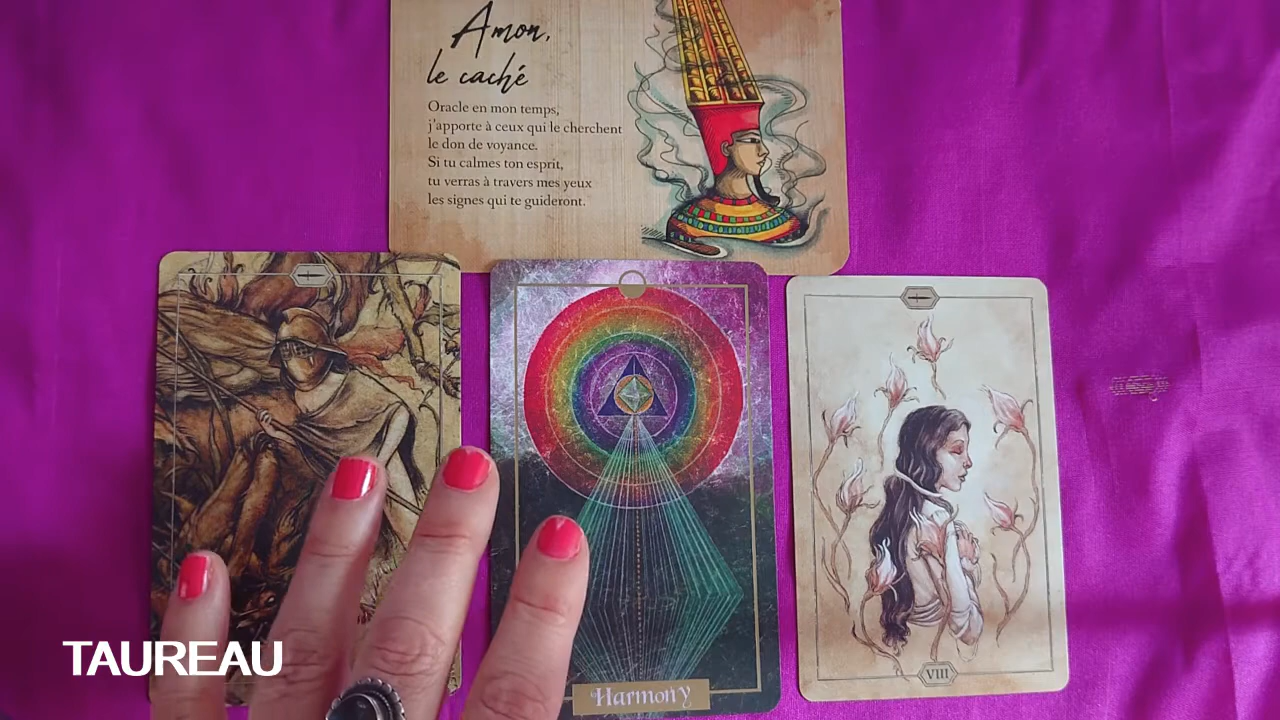 Amon,
le caché
Oracle en mon temps,
j'apporte à ceux qui le cherchent
le don de voyance.
Si tu calmes ton esprit,
tu verras à travers mes yeux
les signes qui te guideront.
TAUREAU
Harmony
VIII